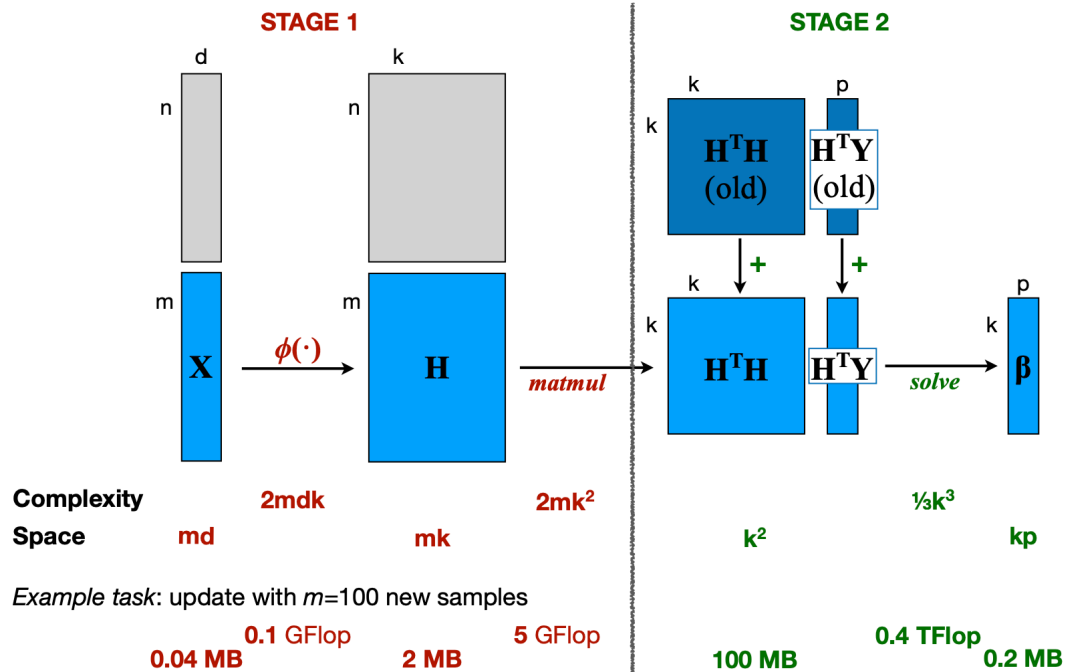 STAGE 1
STAGE 2
d
k
n
n
k
p
k
HᵀH
(old)
HᵀY
(old)
+
+
k
p
p
m
m
k
k
X
ϕ(·)
H
matmul
HᵀH
HᵀY
solve
β
Complexity
2mdk
2mk²
⅓k³
Space
md
mk
k²
kp
Example task: update with m=100 new samples
0.1 GFlop
5 GFlop
0.4 TFlop
0.04 MB
2 MB
100 MB
0.2 MB